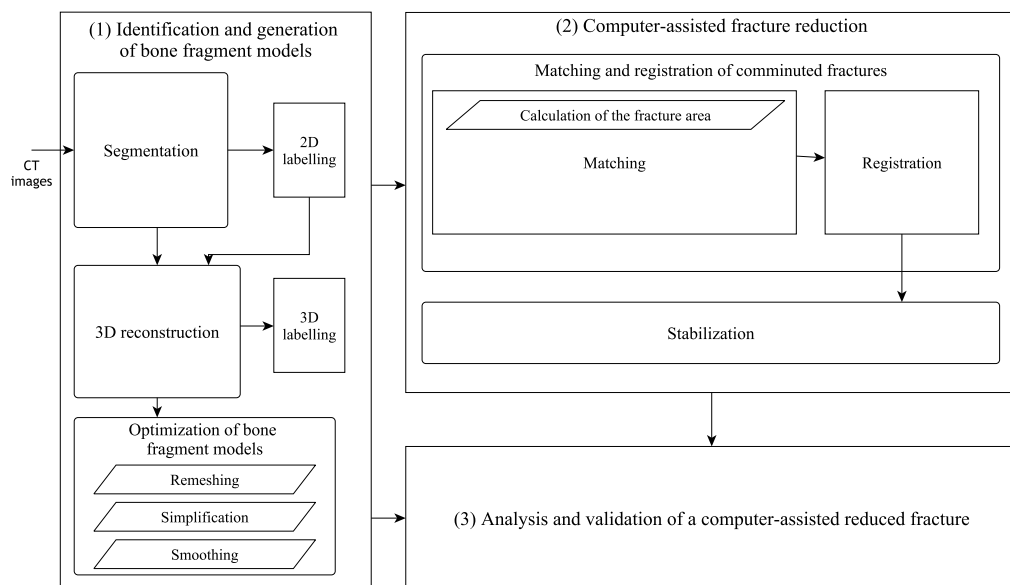 (1) Identification and generation
of bone fragment models
Segmentation
2D
labelling
CT
images
3D reconstruction
3D
labelling
Optimization of bone
fragment models
Remeshing
Simplification
Smoothing
(2) Computer-assisted fracture reduction
Matching and registration of comminuted fractures
Calculation of the fracture area
Matching
Registration
Stabilization
(3) Analysis and validation of a computer-assisted reduced fracture